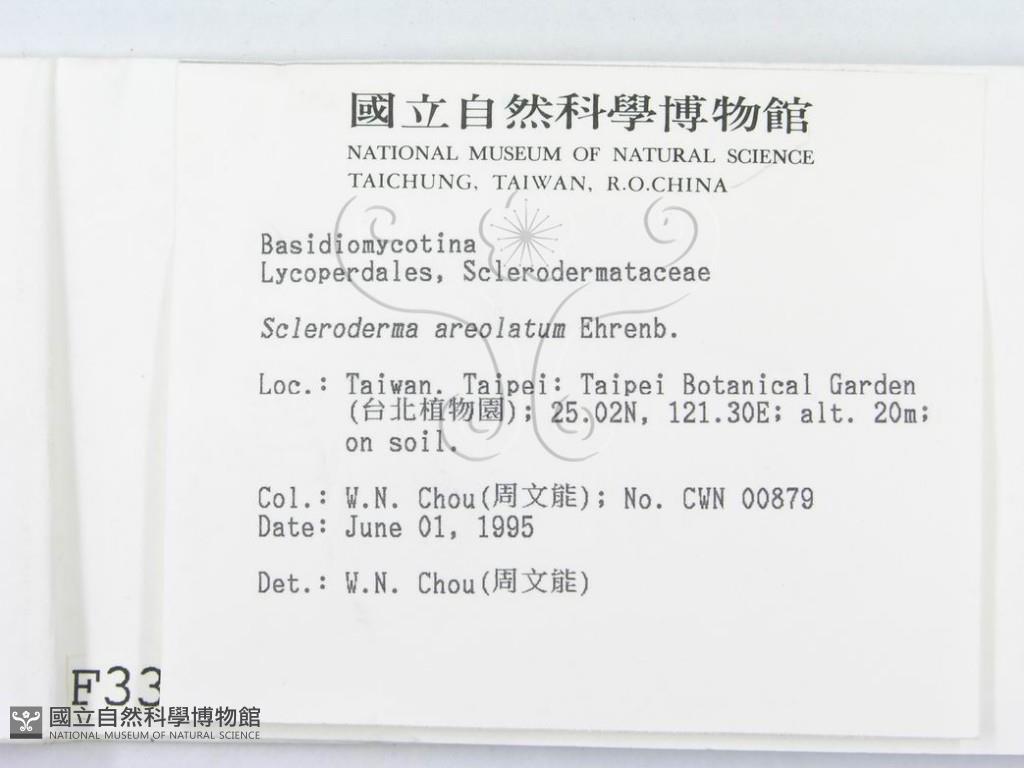 國立自然科學博物館
NATIONAL MUSEUM OF NATURAL SCIENCE
TAICHUNG, TAIWAN, R.O.CHINA
Basidiomycotina
Lycoperdales, Sclerodermataceae
Scleroderma areolatum Ehrenb.
Loc.: Taiwan. Taipei: Taipei Botanical Garden
(台北植物園); 25.02N, 121.30E; alt. 20m;
on soil.
Col.: W.N. Chou(周文能); No. CWN 00879
Date: June 01, 1995
Det.: W.N. Chou(周文能)
F33
國立自然科學博物館
NATIONAL MUSEUM OF NATURAL SCIENCE